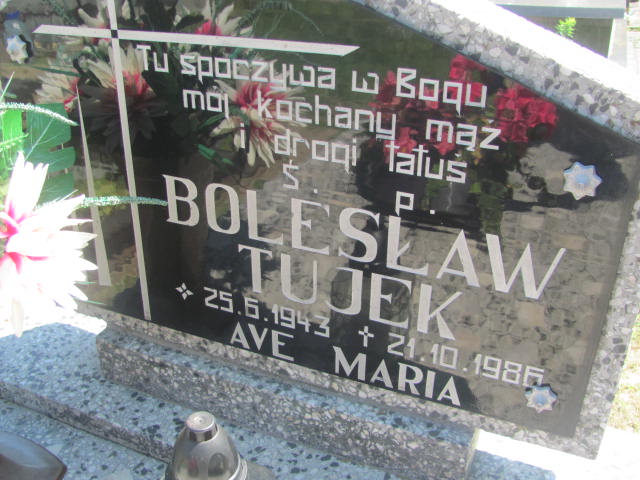 Tu spoczywa w Bogu
mój kochany mąż
i drogi tatuś
Ś. P.
BOLESŁAW
TUJEK
25.6.1943 21.10.1986
AVE MARIA